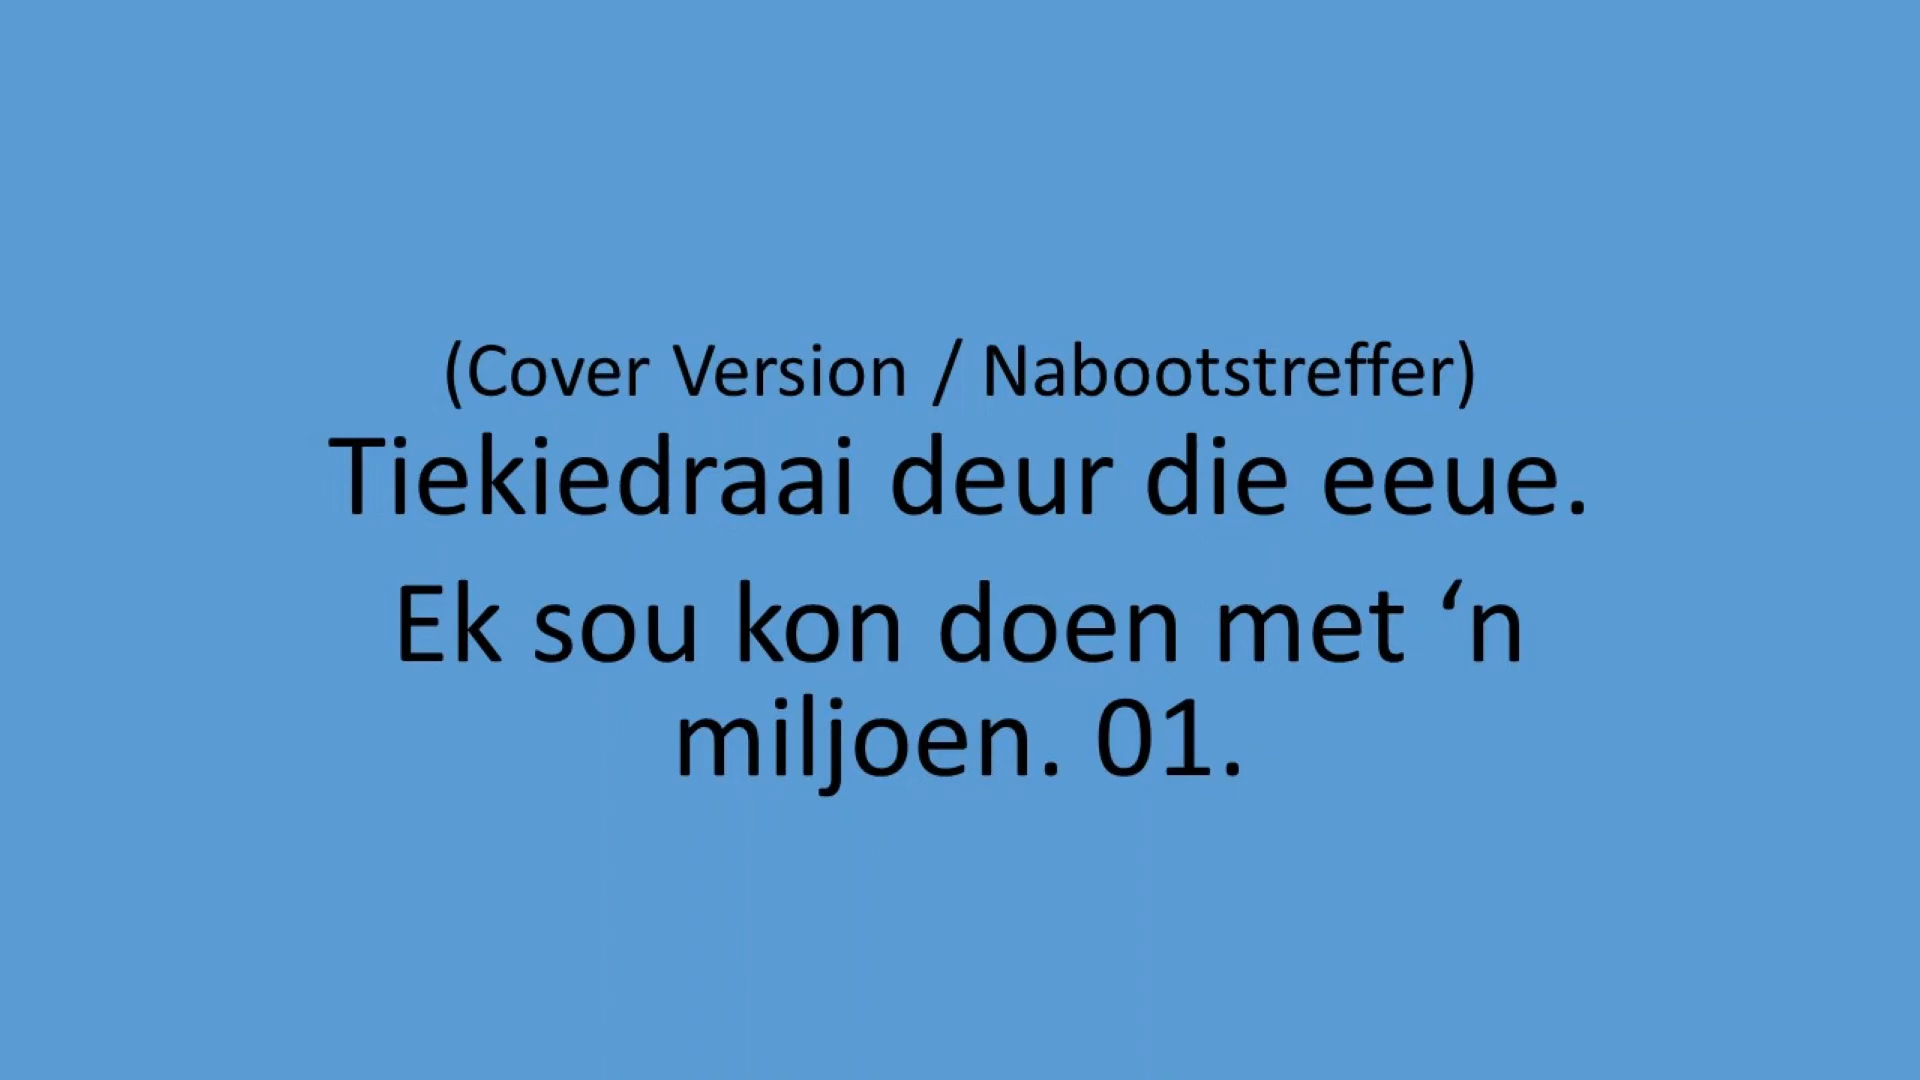 (Cover Version / Nabootstreffer)
Tiekiedraai deur die eeue.
Ek sou kon doen met ‘n
miljoen. 01.